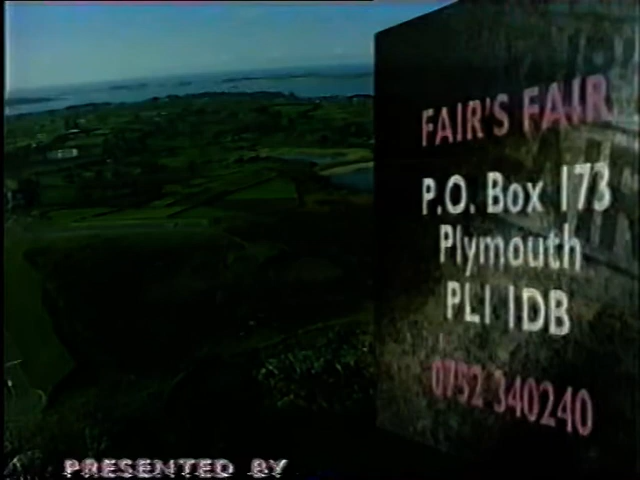 FAIR'S FAIR
P.O. Box 173
Plymouth
PL1 1DB
0752 340240
PRESENTED BY